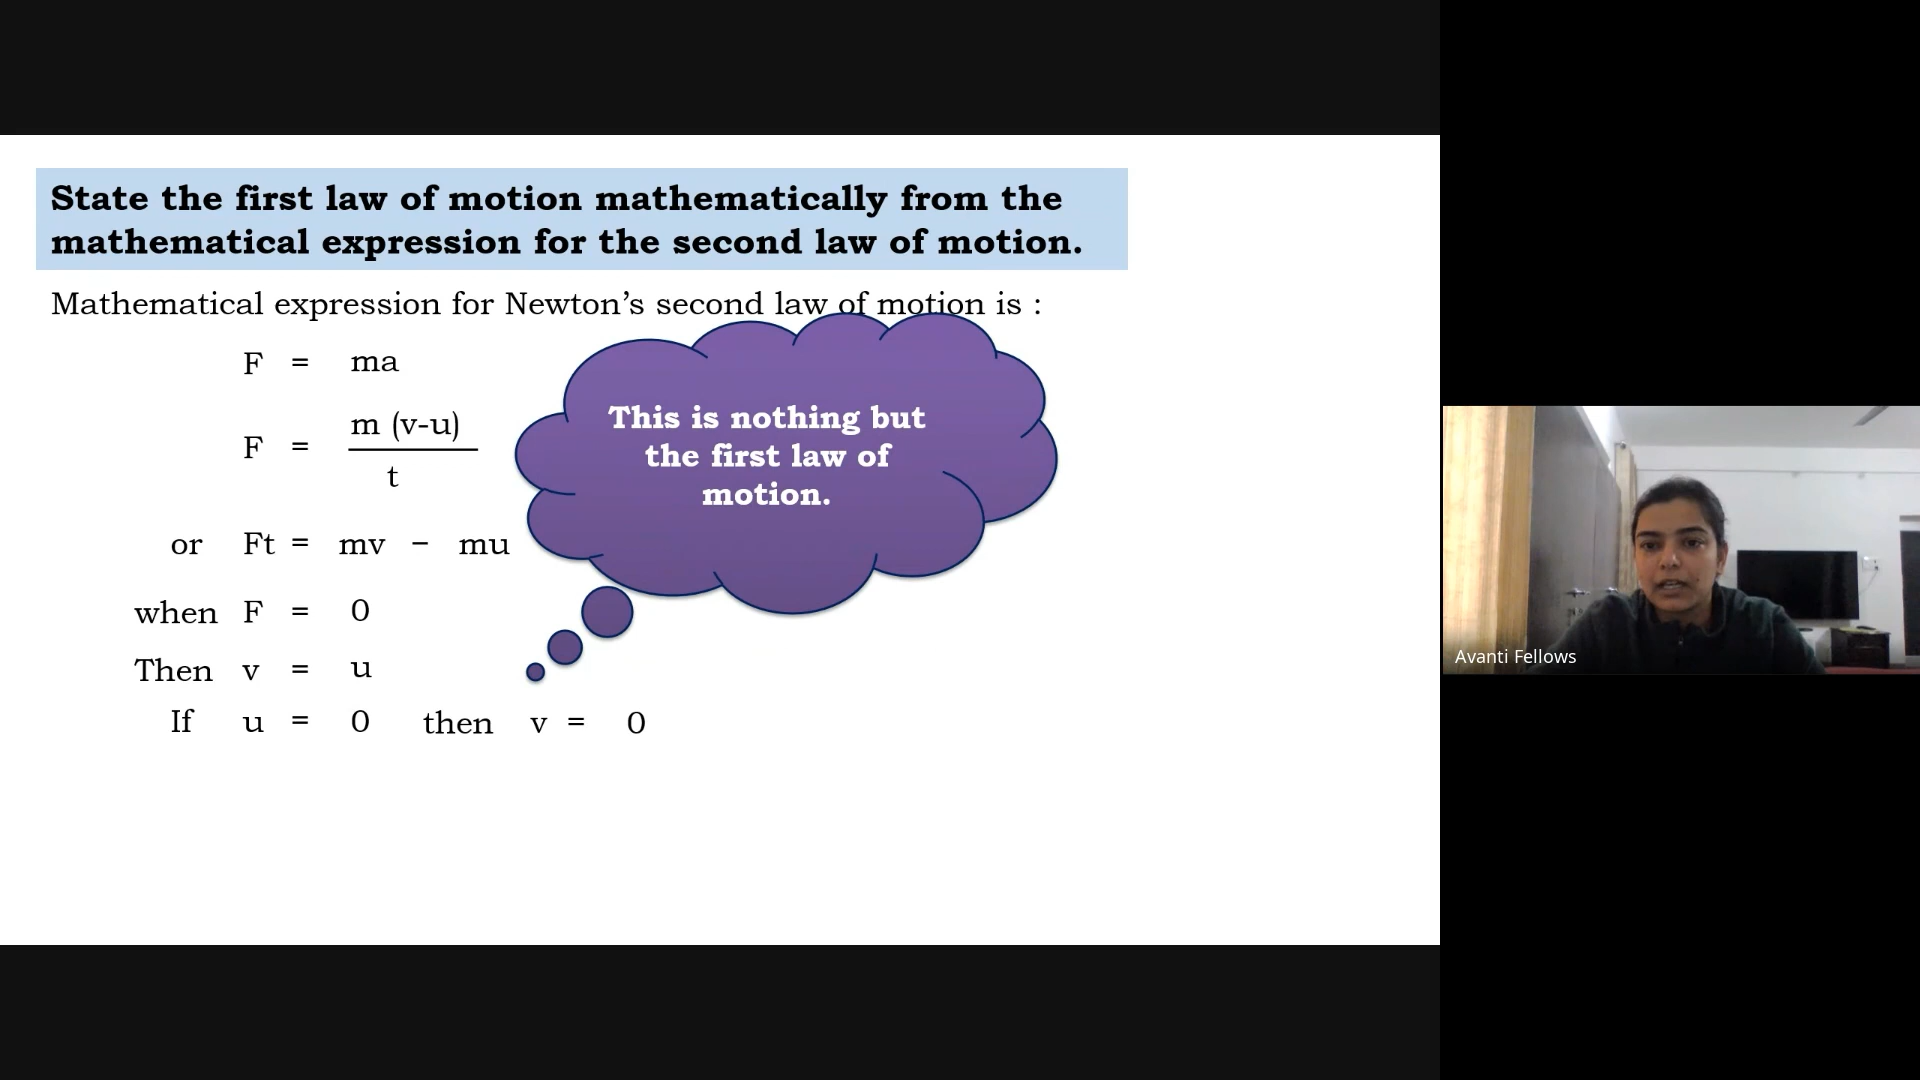 State the first law of motion mathematically from the
mathematical expression for the second law of motion.
Mathematical expression for Newton’s second law of motion is :
F = ma
F = m (v-u)
t
or Ft = mv − mu
when F = 0
Then v = u
If u = 0 then v = 0
This is nothing but
the first law of
motion.
Avanti Fellows